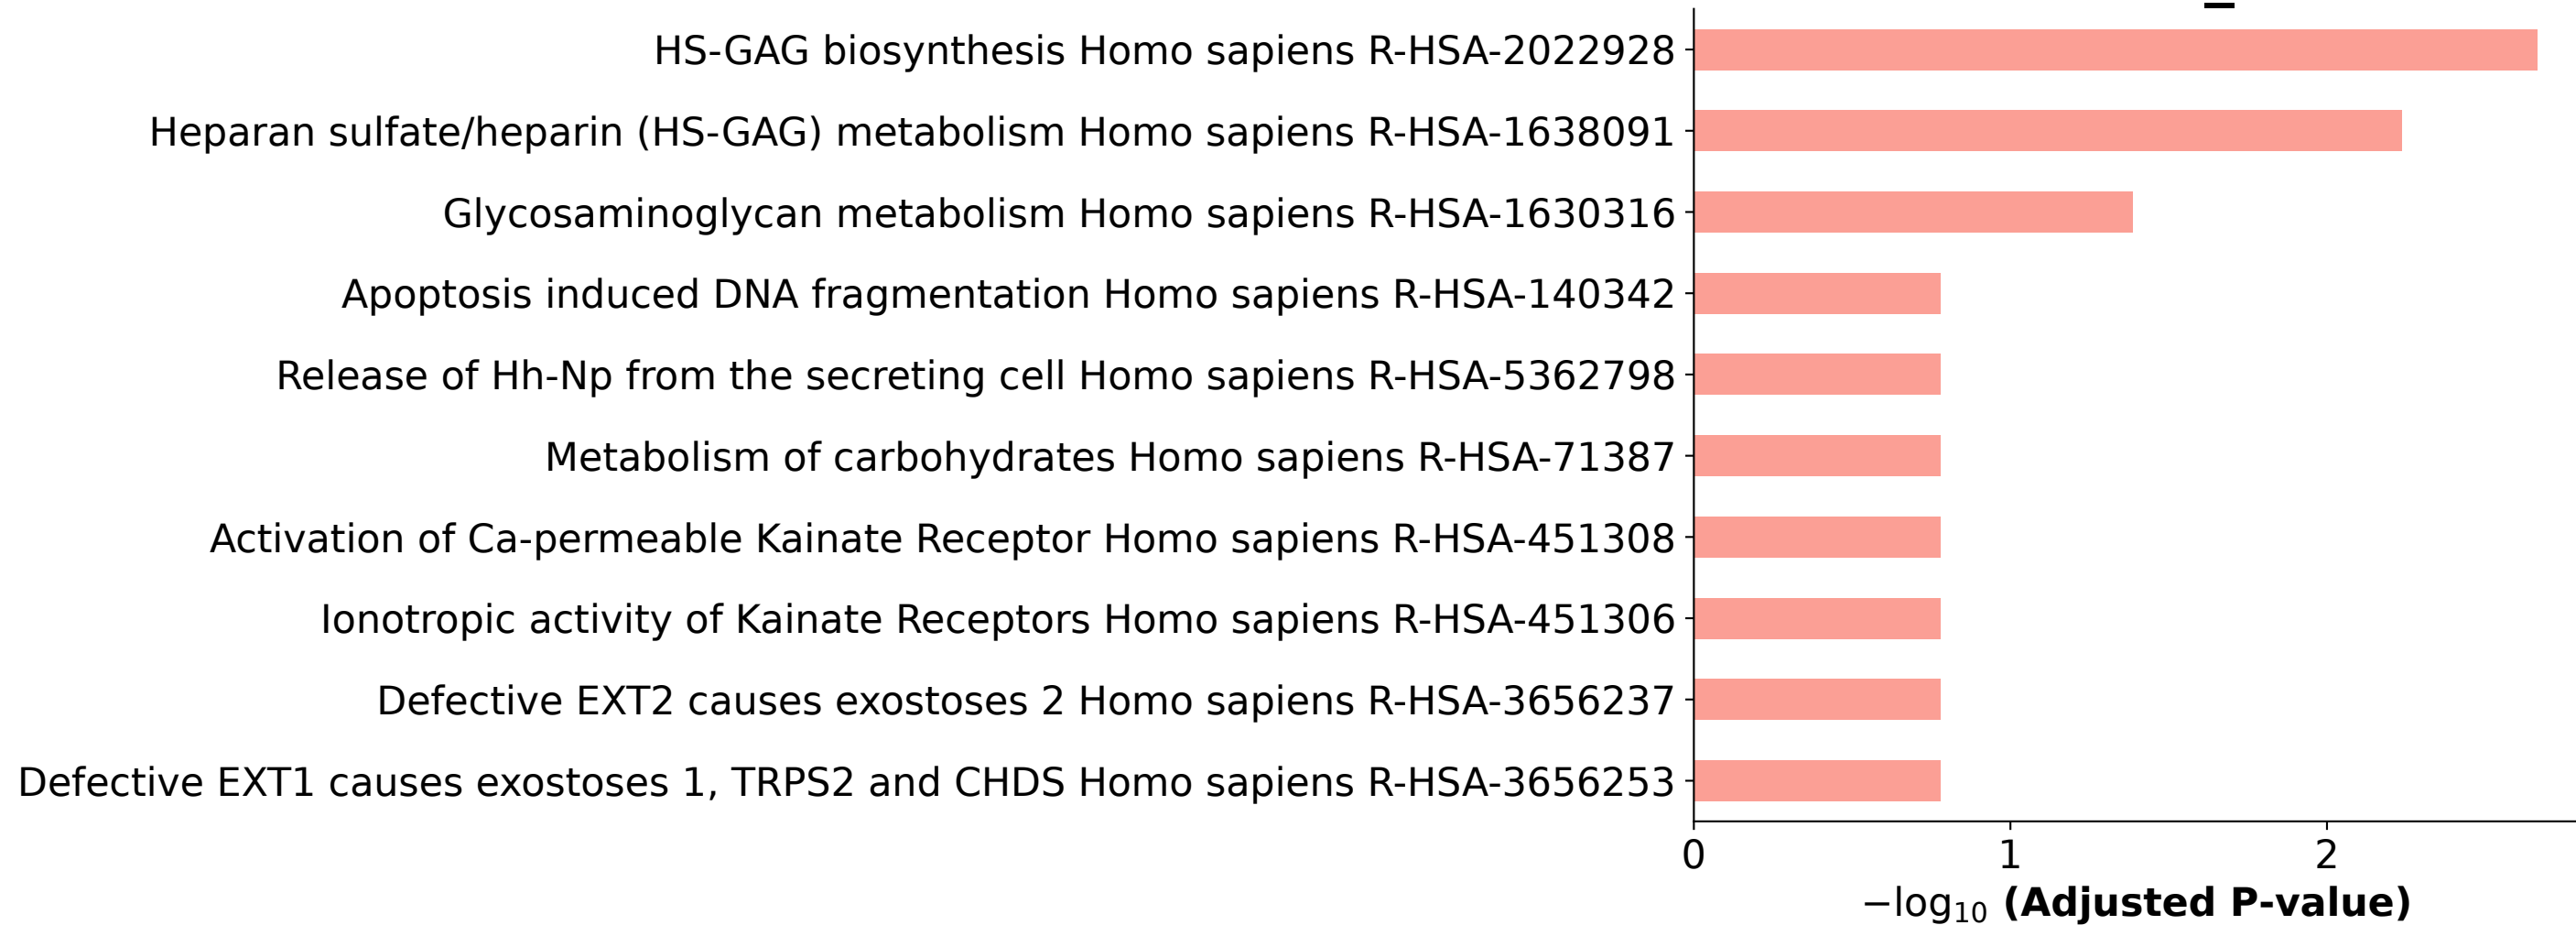 HS-GAG biosynthesis Homo sapiens R-HSA-2022928
Heparan sulfate/heparin (HS-GAG) metabolism Homo sapiens R-HSA-1638091
Glycosaminoglycan metabolism Homo sapiens R-HSA-1630316
Apoptosis induced DNA fragmentation Homo sapiens R-HSA-140342
Release of Hh-Np from the secreting cell Homo sapiens R-HSA-5362798
Metabolism of carbohydrates Homo sapiens R-HSA-71387
Activation of Ca-permeable Kainate Receptor Homo sapiens R-HSA-451308
Ionotropic activity of Kainate Receptors Homo sapiens R-HSA-451306
Defective EXT2 causes exostoses 2 Homo sapiens R-HSA-3656237
Defective EXT1 causes exostoses 1, TRPS2 and CHDS Homo sapiens R-HSA-3656253
0 1 2
−log₁₀ (Adjusted P-value)